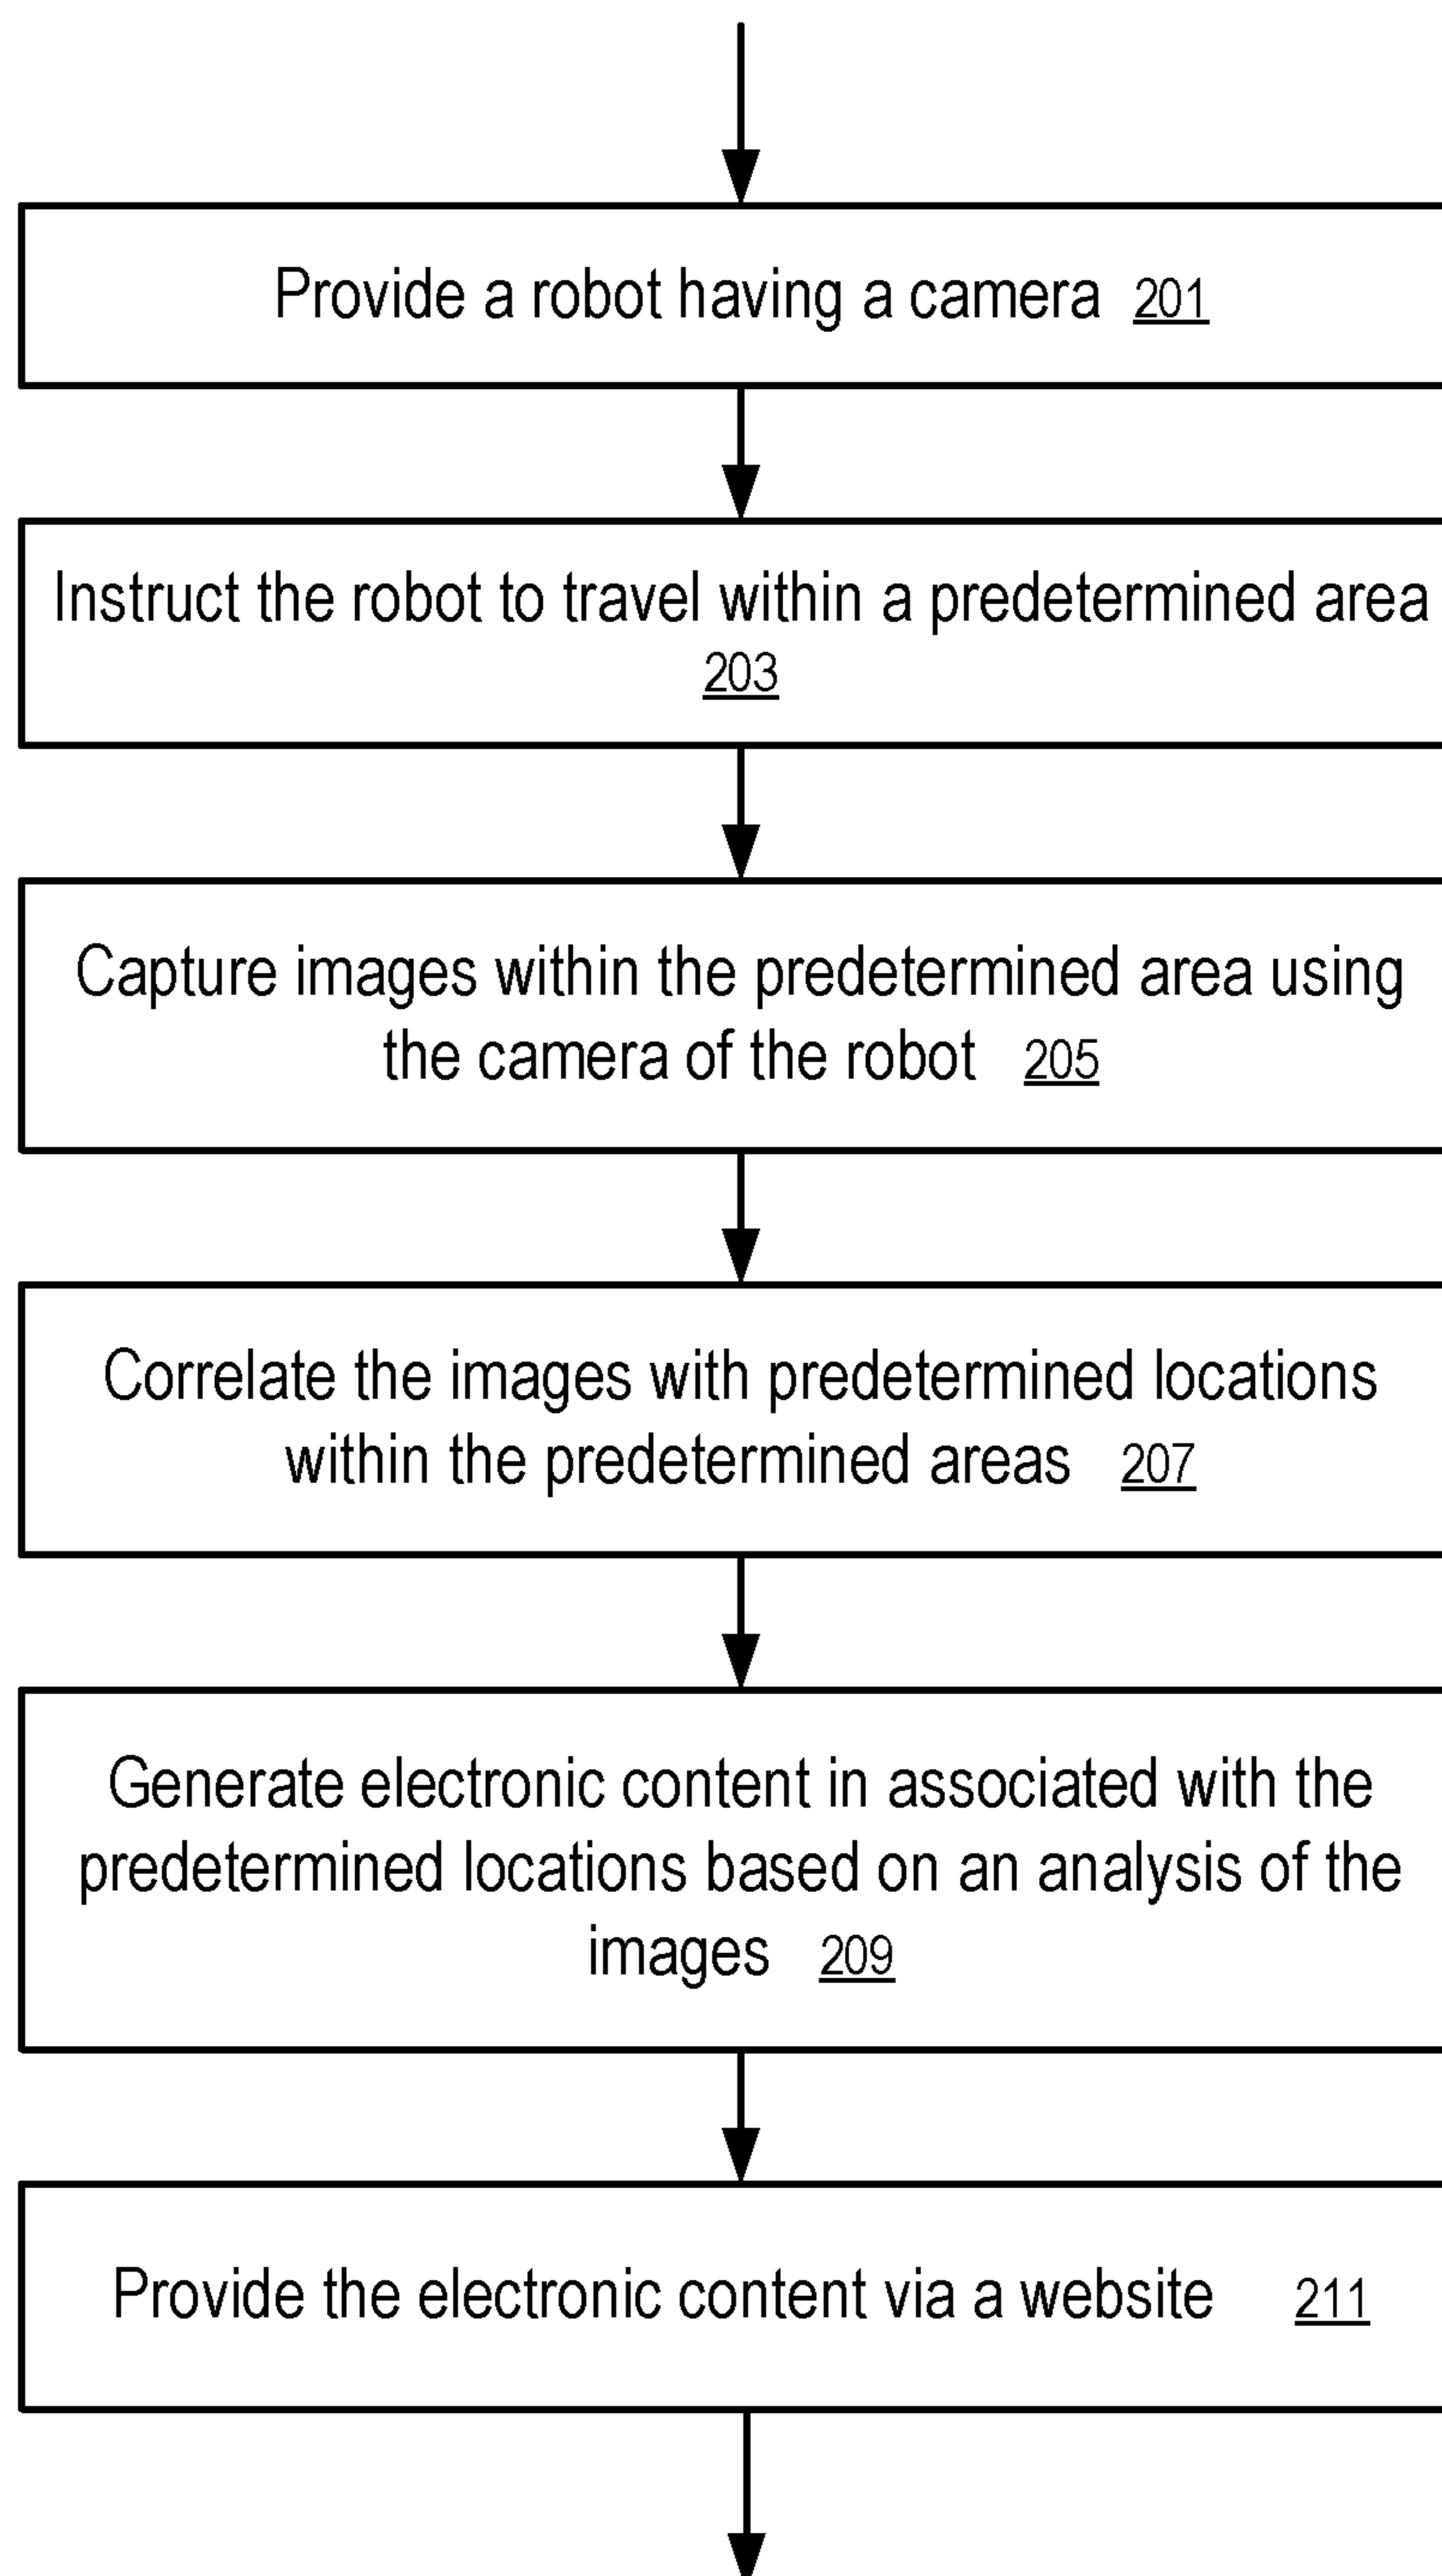 Provide a robot having a camera 201
Instruct the robot to travel within a predetermined area
203
Capture images within the predetermined area using
the camera of the robot 205
Correlate the images with predetermined locations
within the predetermined areas 207
Generate electronic content in associated with the
predetermined locations based on an analysis of the
images 209
Provide the electronic content via a website 211